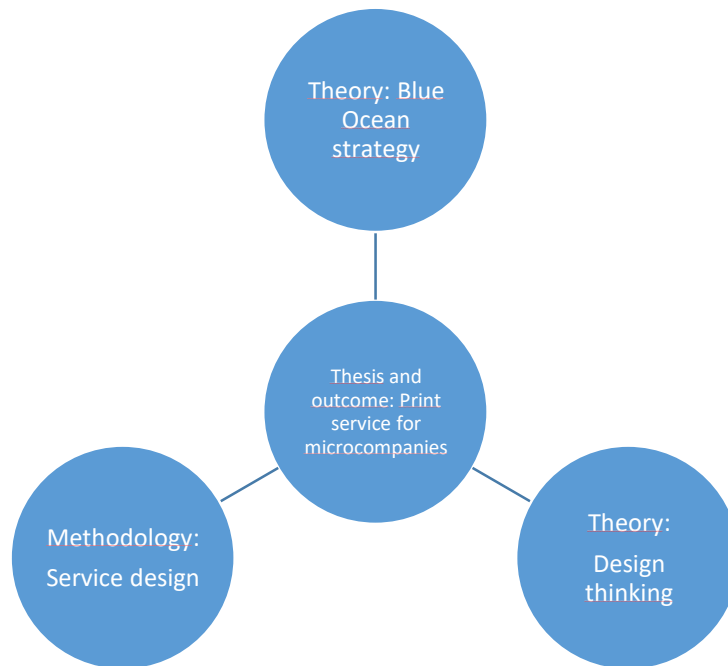 Theory: Blue
Ocean
strategy
Thesis and
outcome: Print
service for
microcompanies
Methodology:
Service design
Theory:
Design
thinking